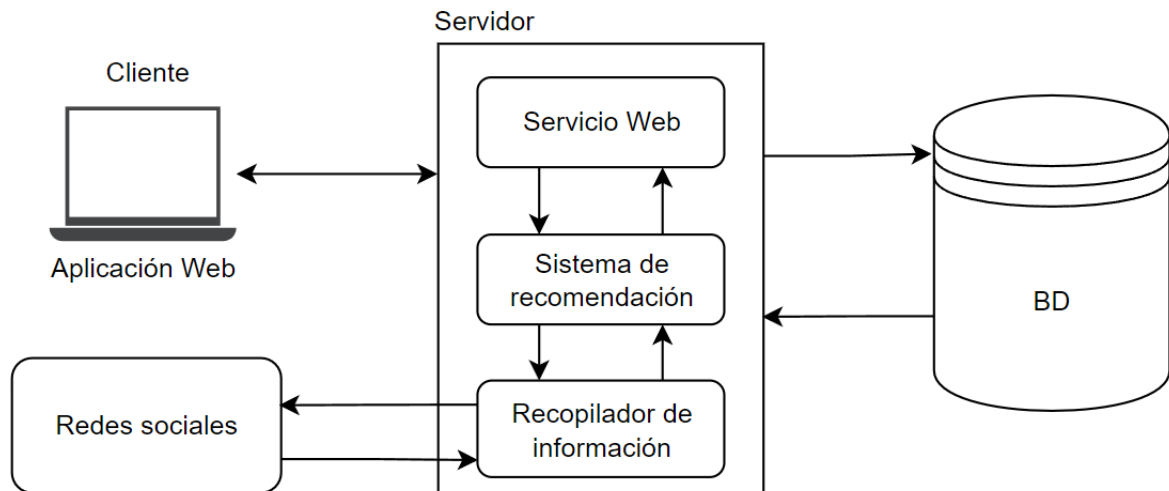 Servidor
Cliente
Servicio Web
Aplicación Web
Sistema de
recomendación
BD
Redes sociales
Recopilador de
información